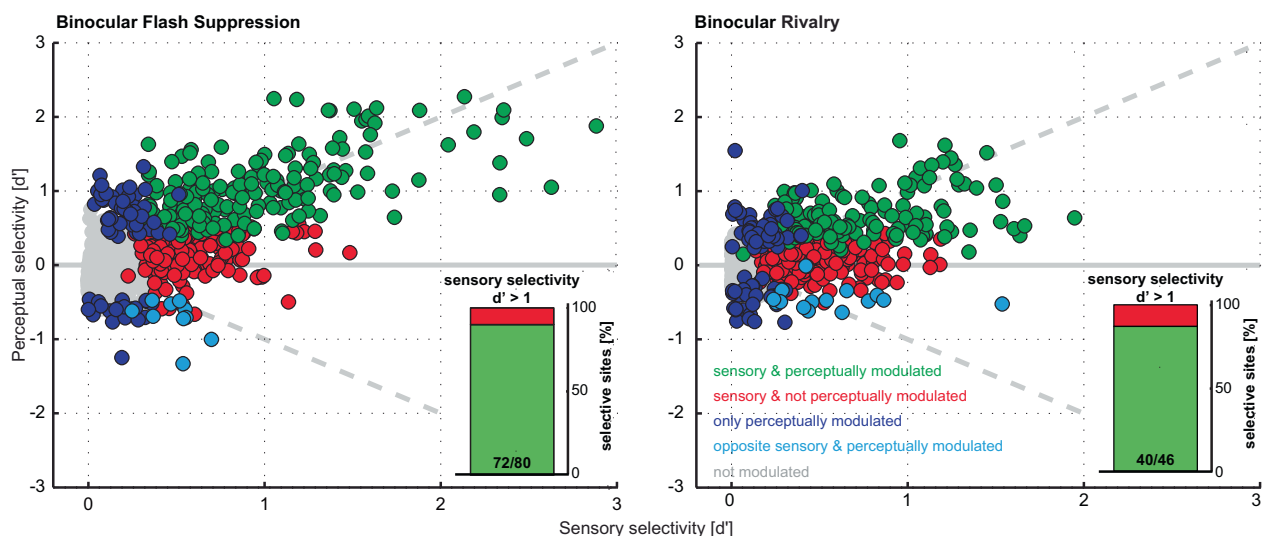 Binocular Flash Suppression
Binocular Rivalry
Perceptual selectivity [d']
3
2
1
0
-1
-2
-3
0
1
2
3
sensory selectivity
d' > 1
100
50
0
selective sites [%]
72/80
3
2
1
0
-1
-2
-3
0
1
2
3
sensory selectivity
d' > 1
100
50
0
selective sites [%]
40/46
sensory & perceptually modulated
sensory & not perceptually modulated
only perceptually modulated
opposite sensory & perceptually modulated
not modulated
Sensory selectivity [d']